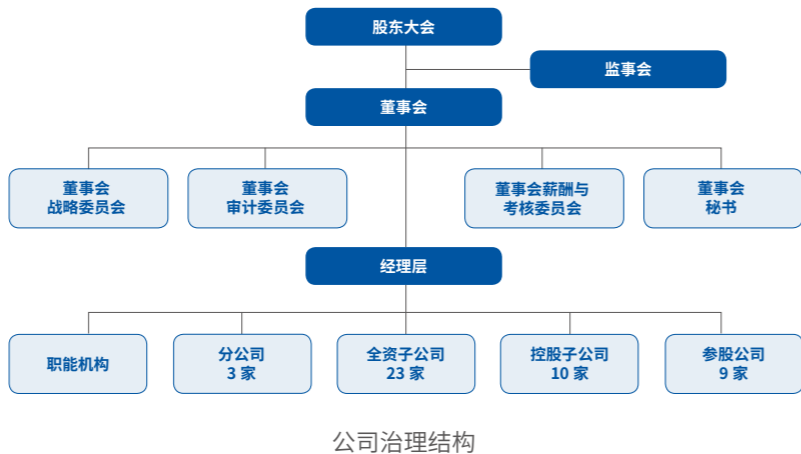 股东大会
监事会
董事会
董事会
战略委员会
董事会
审计委员会
董事会薪酬与
考核委员会
董事会
秘书
经理层
职能机构
分公司
3 家
全资子公司
23 家
控股子公司
10 家
参股公司
9 家
公司治理结构